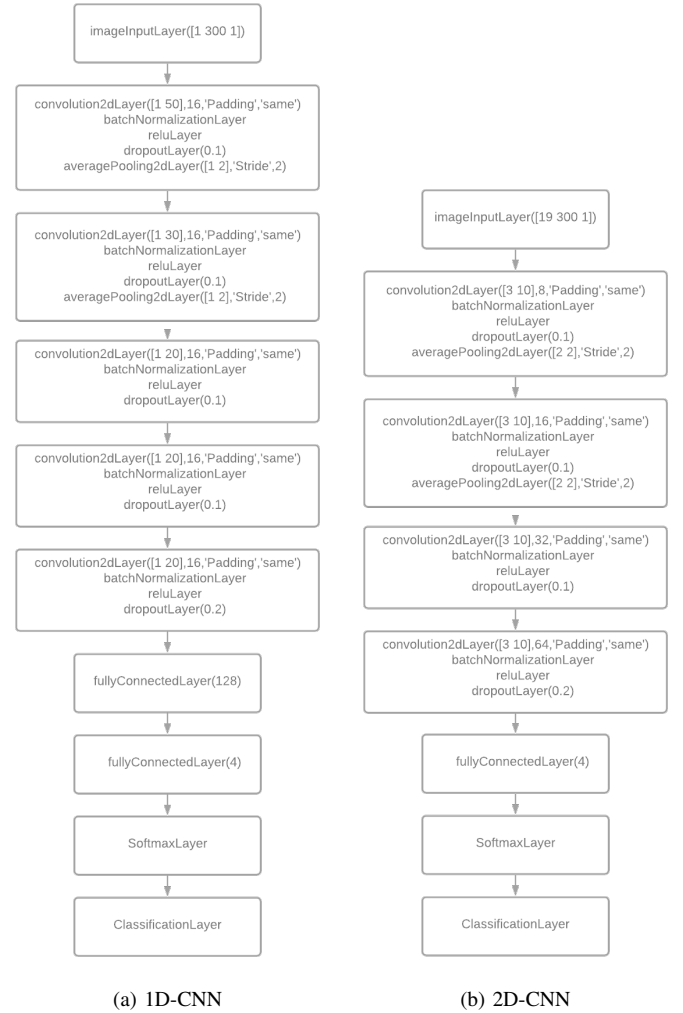 imageInputLayer([1 300 1])
convolution2dLayer([1 50],16,'Padding','same')
batchNormalizationLayer
reluLayer
dropoutLayer(0.1)
averagePooling2dLayer([1 2],'Stride',2)
convolution2dLayer([1 30],16,'Padding','same')
batchNormalizationLayer
reluLayer
dropoutLayer(0.1)
averagePooling2dLayer([1 2],'Stride',2)
convolution2dLayer([1 20],16,'Padding','same')
batchNormalizationLayer
reluLayer
dropoutLayer(0.1)
convolution2dLayer([1 20],16,'Padding','same')
batchNormalizationLayer
reluLayer
dropoutLayer(0.1)
convolution2dLayer([1 20],16,'Padding','same')
batchNormalizationLayer
reluLayer
dropoutLayer(0.2)
fullyConnectedLayer(128)
fullyConnectedLayer(4)
SoftmaxLayer
ClassificationLayer
(a) 1D-CNN
imageInputLayer([19 300 1])
convolution2dLayer([3 10],8,'Padding','same')
batchNormalizationLayer
reluLayer
dropoutLayer(0.1)
averagePooling2dLayer([2 2],'Stride',2)
convolution2dLayer([3 10],16,'Padding','same')
batchNormalizationLayer
reluLayer
dropoutLayer(0.1)
averagePooling2dLayer([2 2],'Stride',2)
convolution2dLayer([3 10],32,'Padding','same')
batchNormalizationLayer
reluLayer
dropoutLayer(0.1)
convolution2dLayer([3 10],64,'Padding','same')
batchNormalizationLayer
reluLayer
dropoutLayer(0.2)
fullyConnectedLayer(4)
SoftmaxLayer
ClassificationLayer
(b) 2D-CNN